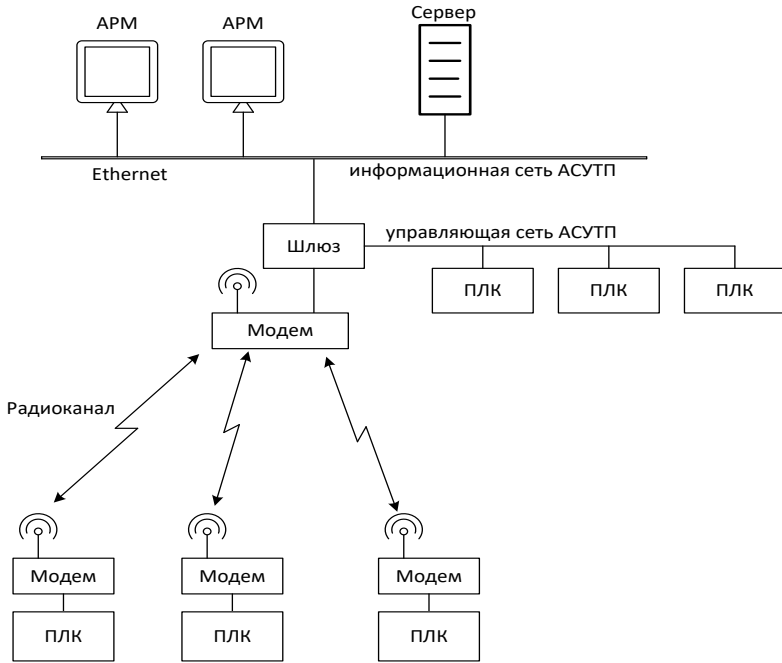 АРМ
АРМ
Сервер
Ethernet
информационная сеть АСУТП
Шлюз
управляющая сеть АСУТП
ПЛК
ПЛК
ПЛК
Модем
Радиоканал
Модем
Модем
Модем
ПЛК
ПЛК
ПЛК